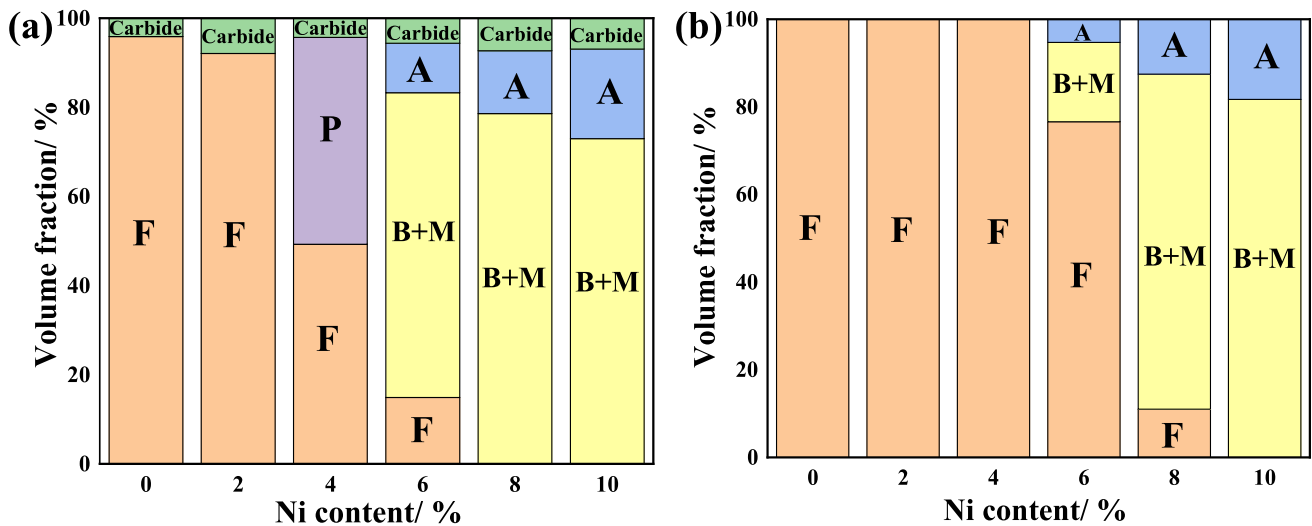 (a)
Volume fraction/ %
100
80
60
40
20
0
Carbide
Carbide
Carbide
Carbide
Carbide
Carbide
F
F
P
F
A
B+M
F
A
B+M
A
B+M
0 2 4 6 8 10
Ni content/ %
(b)
Volume fraction/ %
100
80
60
40
20
0
F
F
F
A
B+M
F
A
B+M
F
A
B+M
0 2 4 6 8 10
Ni content/ %